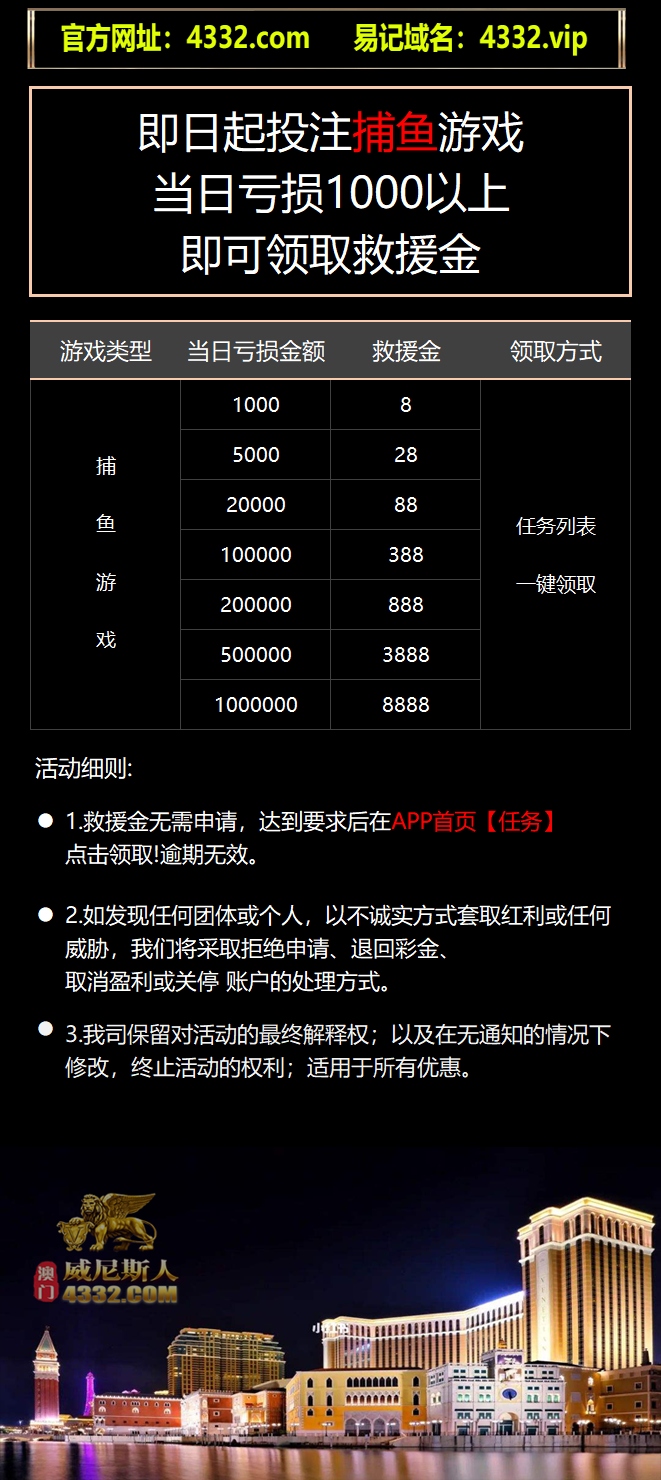 官方网址：4332.com 易记域名：4332.vip
即日起投注捕鱼游戏
当日亏损1000以上
即可领取救援金
游戏类型 当日亏损金额 救援金 领取方式
1000 8
5000 28
20000 88
100000 388
200000 888
500000 3888
1000000 8888
捕
鱼
游
戏
任务列表
一键领取
活动细则:
● 1.救援金无需申请，达到要求后在APP首页【任务】
点击领取!逾期无效。
● 2.如发现任何团体或个人，以不诚实方式套取红利或任何
威胁，我们将采取拒绝申请、退回彩金、
取消盈利或关停 账户的处理方式。
● 3.我司保留对活动的最终解释权；以及在无通知的情况下
修改，终止活动的权利；适用于所有优惠。
澳门 威尼斯人
4332.COM